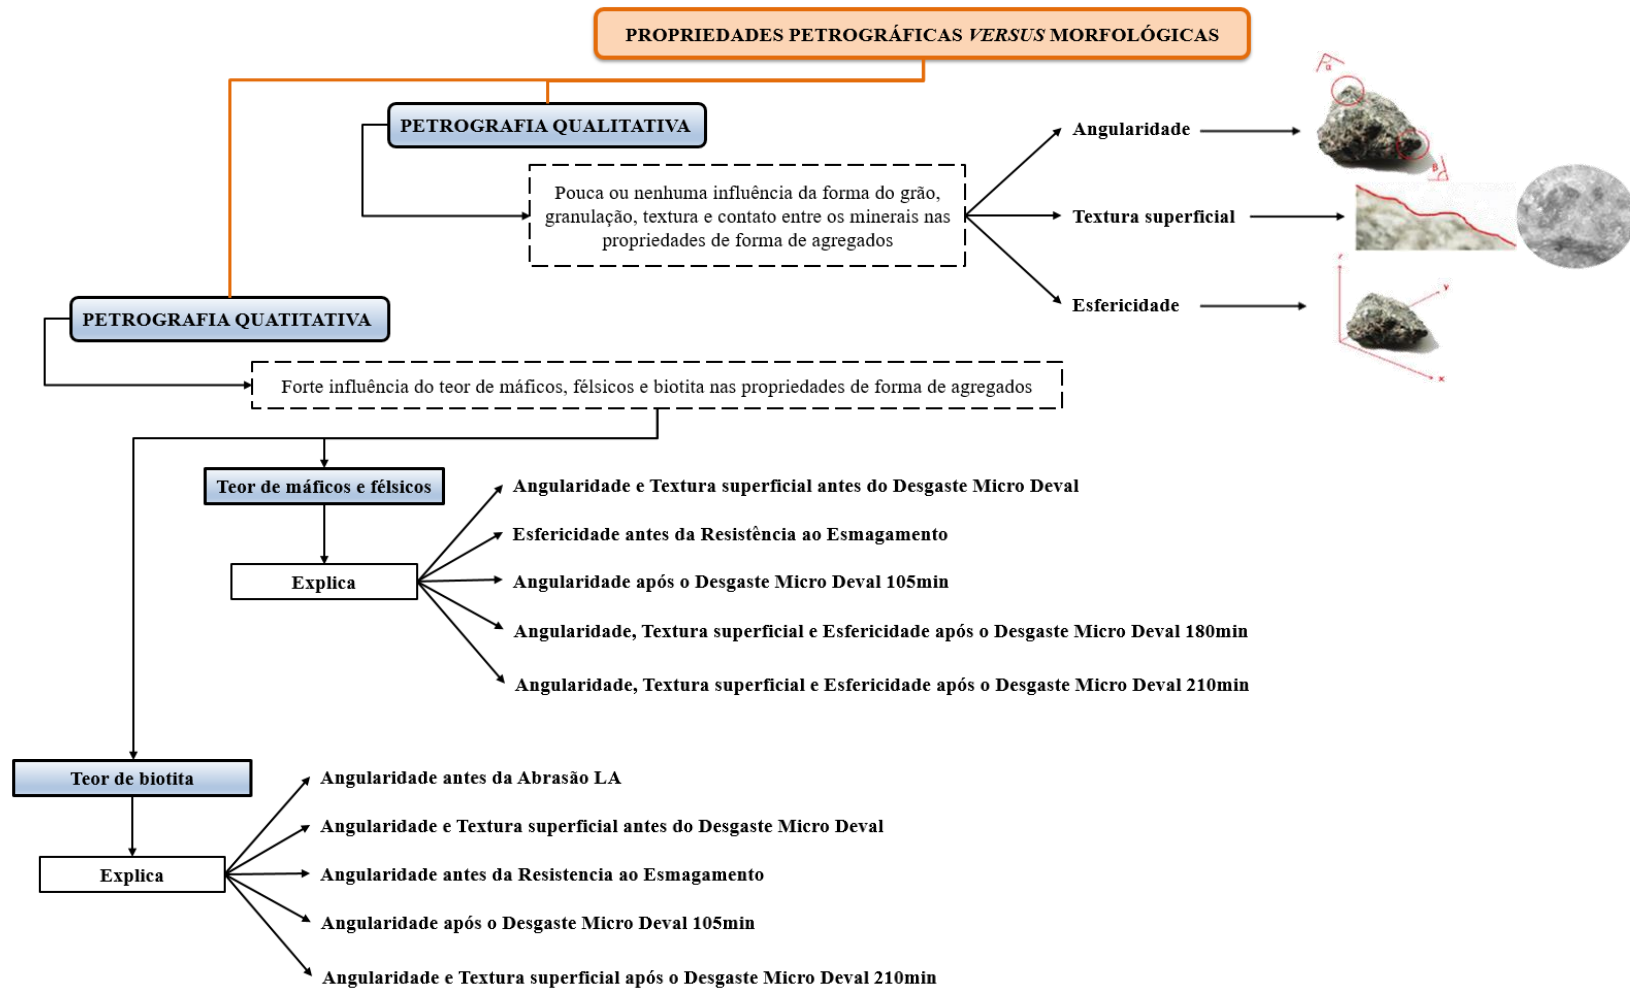 PROPRIEDADES PETROGRÁFICAS VERSUS MORFOLÓGICAS
PETROGRAFIA QUALITATIVA
Pouca ou nenhuma influência da forma do grão,
granulação, textura e contato entre os minerais nas
propriedades de forma de agregados
Angularidade
α
β
Textura superficial
Esfericidade
Y
X
PETROGRAFIA QUATITATIVA
Forte influência do teor de máficos, félsicos e biotita nas propriedades de forma de agregados
Teor de máficos e félsicos
Explica
Angularidade e Textura superficial antes do Desgaste Micro Deval
Esfericidade antes da Resistência ao Esmagamento
Angularidade após o Desgaste Micro Deval 105min
Angularidade, Textura superficial e Esfericidade após o Desgaste Micro Deval 180min
Angularidade, Textura superficial e Esfericidade após o Desgaste Micro Deval 210min
Teor de biotita
Explica
Angularidade antes da Abrasão LA
Angularidade e Textura superficial antes do Desgaste Micro Deval
Angularidade antes da Resistencia ao Esmagamento
Angularidade após o Desgaste Micro Deval 105min
Angularidade e Textura superficial após o Desgaste Micro Deval 210min